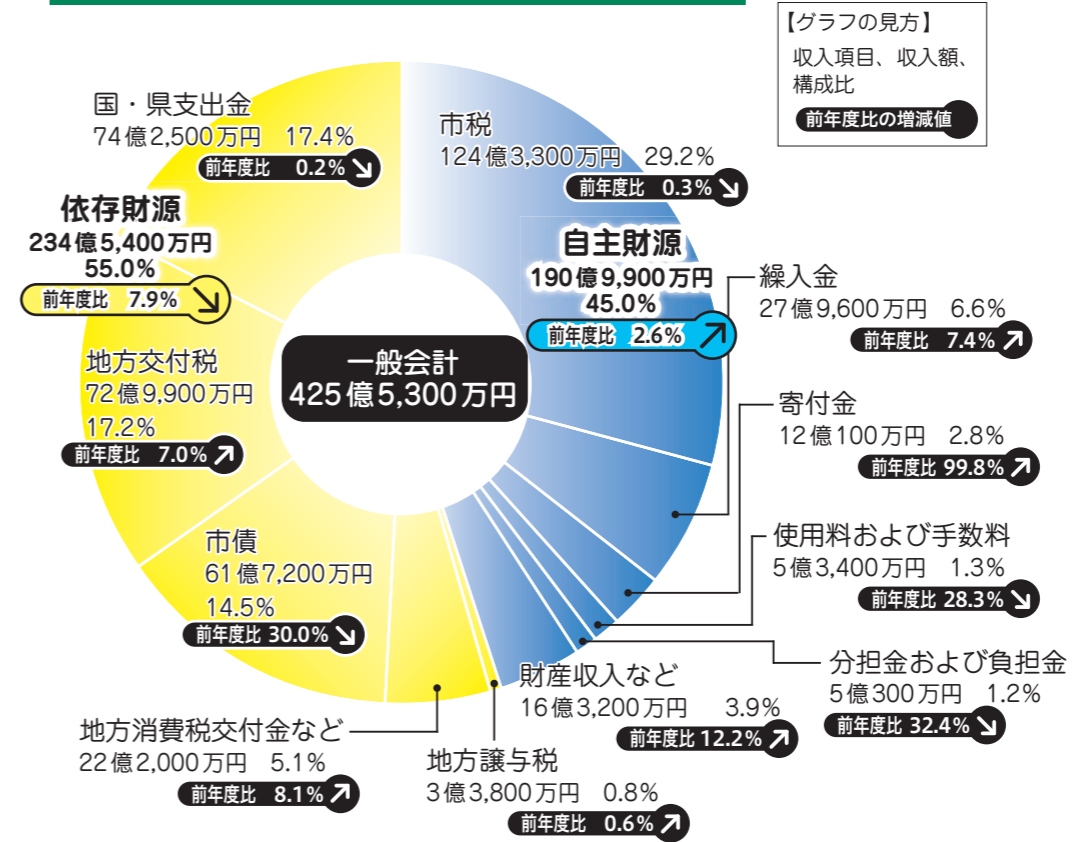 【グラフの見方】
収入項目、収入額、
構成比
前年度比の増減値
国・県支出金
74億2,500万円 17.4%
前年度比 0.2%↘
市税
124億3,300万円 29.2%
前年度比 0.3%↘
依存財源
234億5,400万円
55.0%
前年度比 7.9%↘
自主財源
190億9,900万円
45.0%
前年度比 2.6%↗
繰入金
27億9,600万円 6.6%
前年度比 7.4%↗
一般会計
425億5,300万円
地方交付税
72億9,900万円
17.2%
前年度比 7.0%↗
寄付金
12億100万円 2.8%
前年度比 99.8%↗
市債
61億7,200万円
14.5%
前年度比 30.0%↘
使用料および手数料
5億3,400万円 1.3%
前年度比 28.3%↘
分担金および負担金
5億300万円 1.2%
前年度比 32.4%↘
財産収入など
16億3,200万円 3.9%
前年度比 12.2%↗
地方消費税交付金など
22億2,000万円 5.1%
前年度比 8.1%↗
地方譲与税
3億3,800万円 0.8%
前年度比 0.6%↗